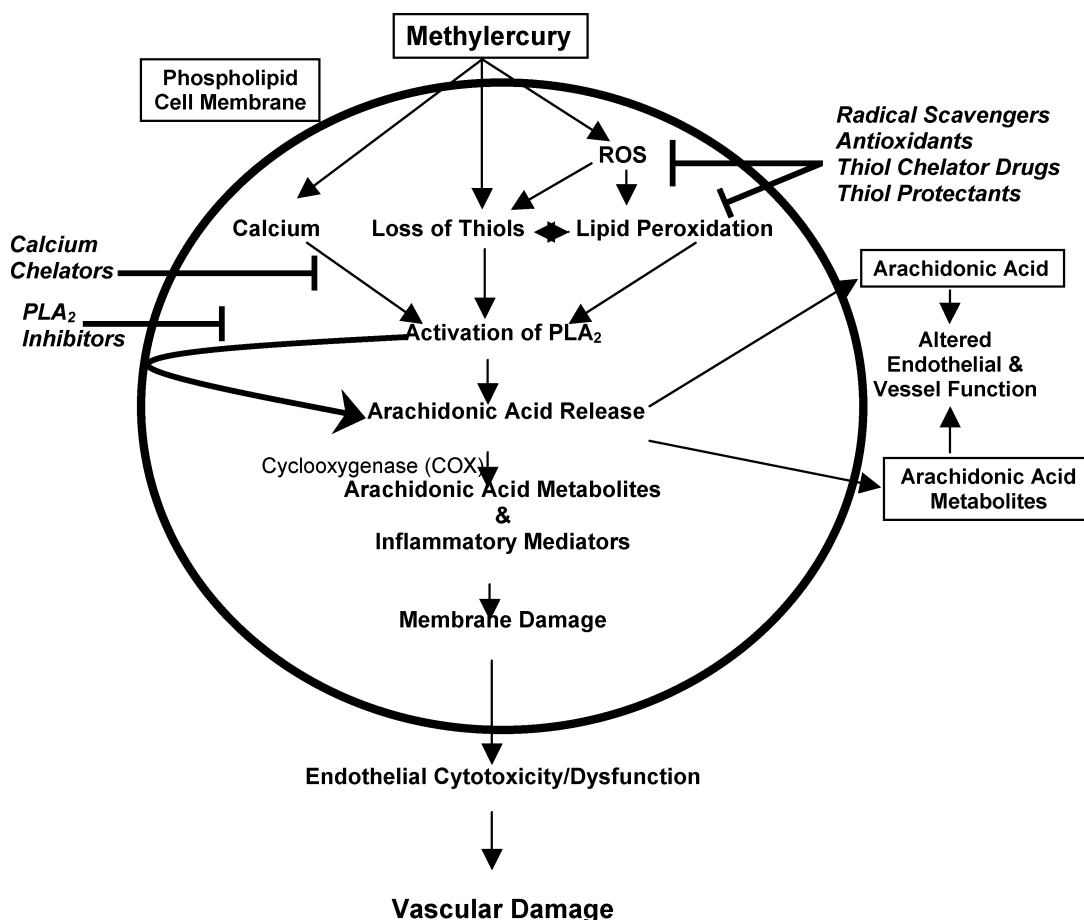 Methylercury
Phospholipid
Cell Membrane
Radical Scavengers
Antioxidants
Thiol Chelator Drugs
Thiol Protectants
ROS
Calcium
Loss of Thiols
Lipid Peroxidation
Calcium
Chelators
Arachidonic Acid
PLA₂
Inhibitors
Activation of PLA₂
Altered
Endothelial &
Vessel Function
Arachidonic Acid Release
Cyclooxygenase (COX)
Arachidonic Acid Metabolites
&
Inflammatory Mediators
Arachidonic Acid
Metabolites
Membrane Damage
Endothelial Cytotoxicity/Dysfunction
Vascular Damage